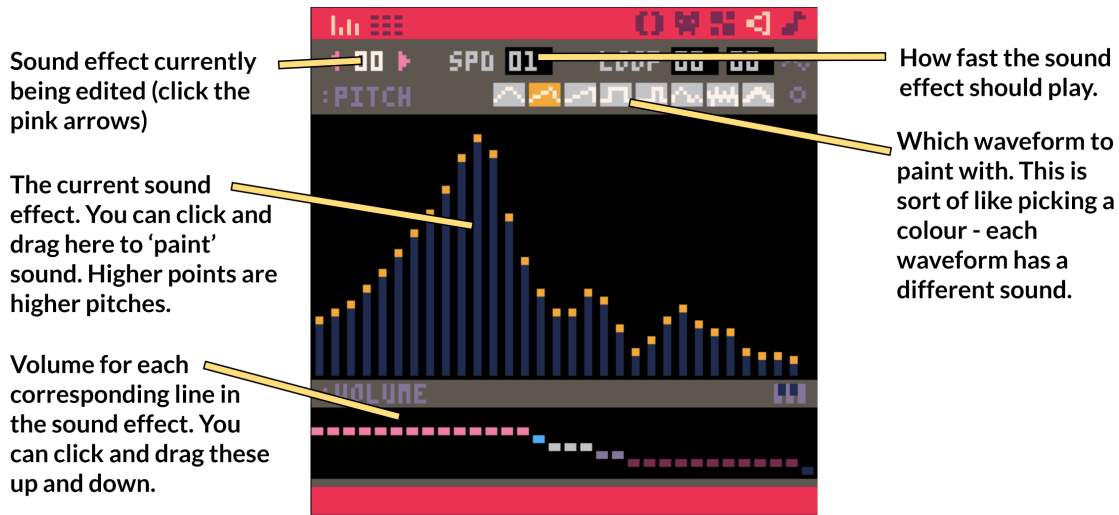 Sound effect currently
being edited (click the
pink arrows)
The current sound
effect. You can click and
drag here to ‘paint’
sound. Higher points are
higher pitches.
Volume for each
corresponding line in
the sound effect. You
can click and drag these
up and down.
30 SPD 01 LOOP 00 00
:PITCH
:VOLUME
How fast the sound
effect should play.
Which waveform to
paint with. This is
sort of like picking a
colour - each
waveform has a
different sound.